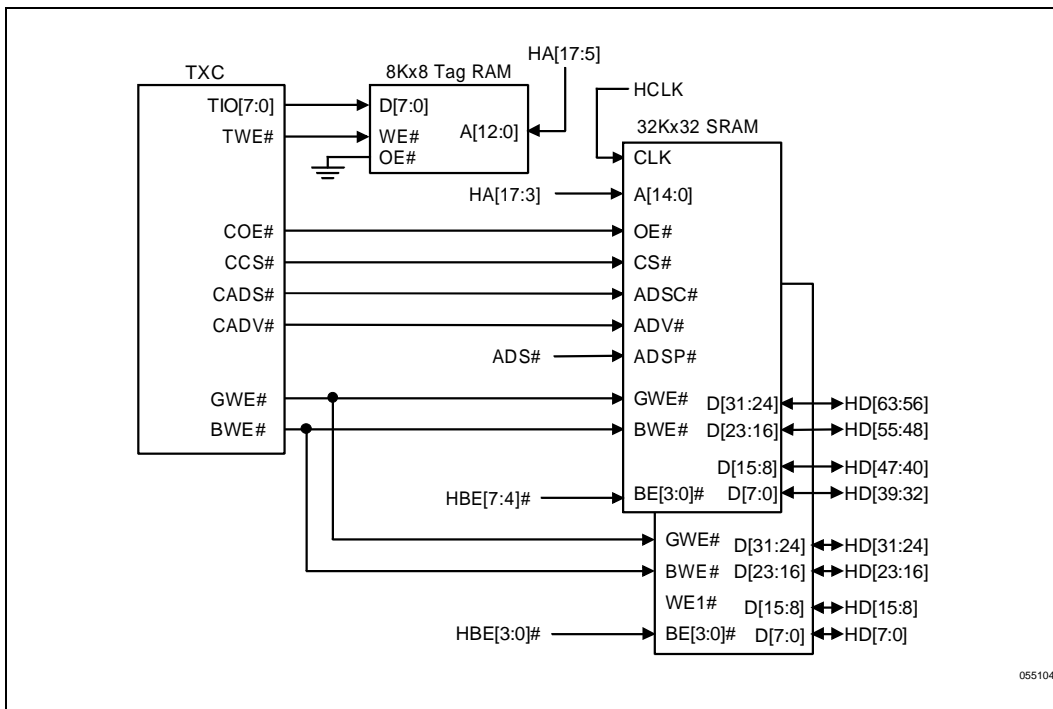 HA[17:5]
TXC
8Kx8 Tag RAM
HCLK
TIO[7:0]
D[7:0]
A[12:0]
TWE#
WE#
OE#
32Kx32 SRAM
CLK
HA[17:3]
A[14:0]
COE#
OE#
CCS#
CS#
CADS#
ADSC#
CADV#
ADV#
ADS#
ADSP#
GWE#
GWE#
D[31:24]
HD[63:56]
BWE#
BWE#
D[23:16]
HD[55:48]
D[15:8]
HD[47:40]
HBE[7:4]#
BE[3:0]#
D[7:0]
HD[39:32]
GWE#
D[31:24]
HD[31:24]
BWE#
D[23:16]
HD[23:16]
WE1#
D[15:8]
HD[15:8]
HBE[3:0]#
BE[3:0]#
D[7:0]
HD[7:0]
055104